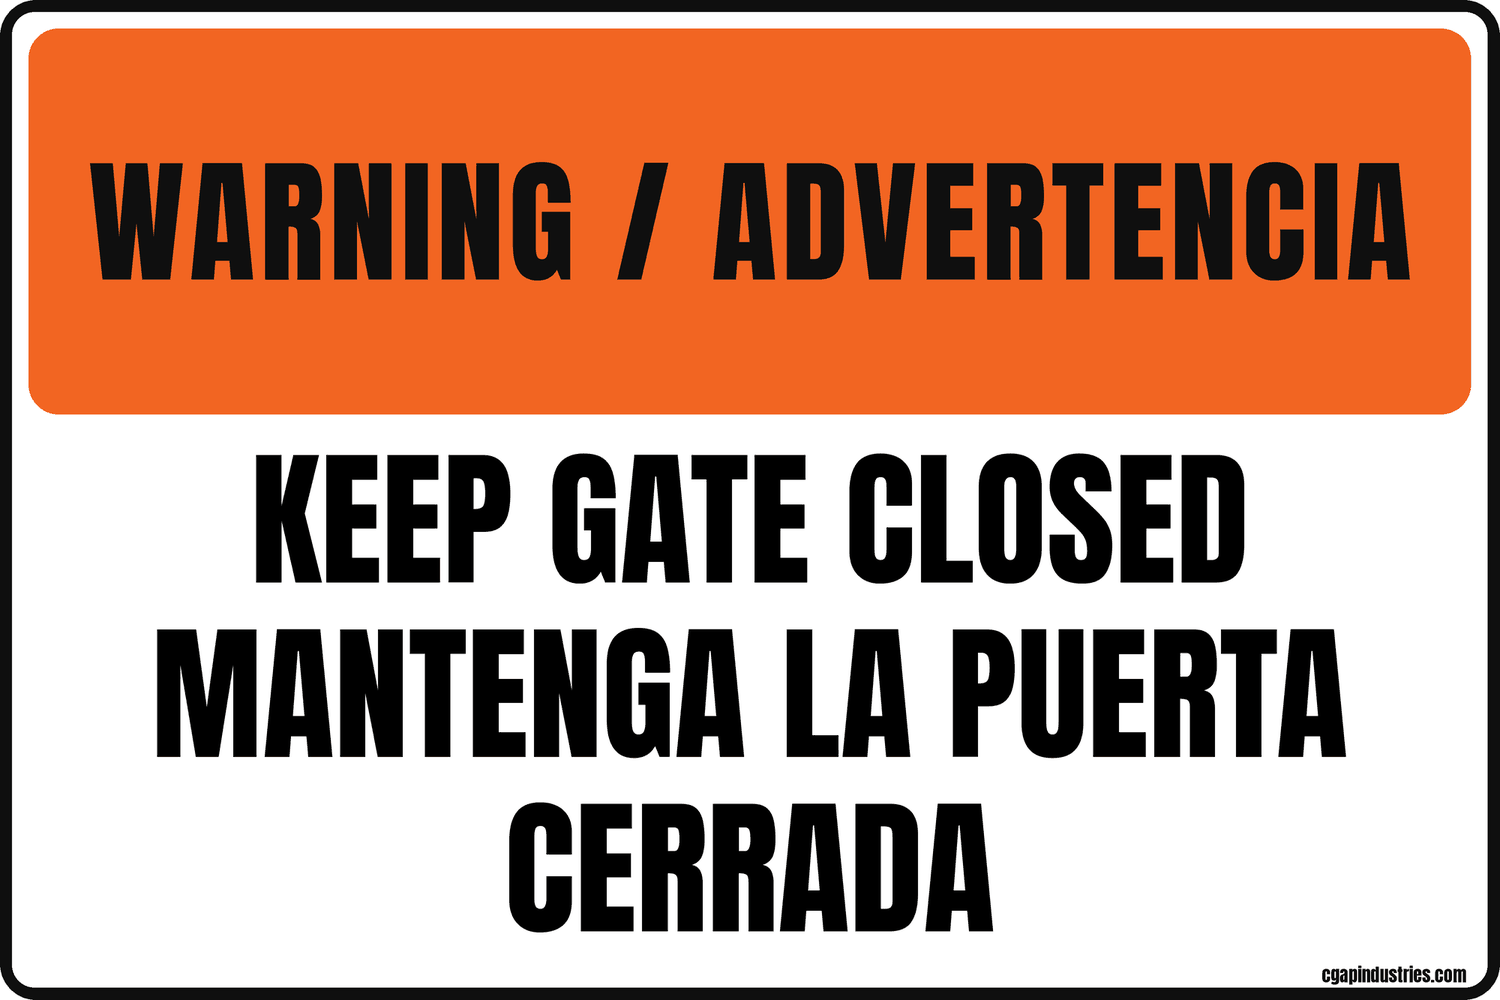 WARNING / ADVERTENCIA
KEEP GATE CLOSED
MANTENGA LA PUERTA
CERRADA
cgapindustries.com